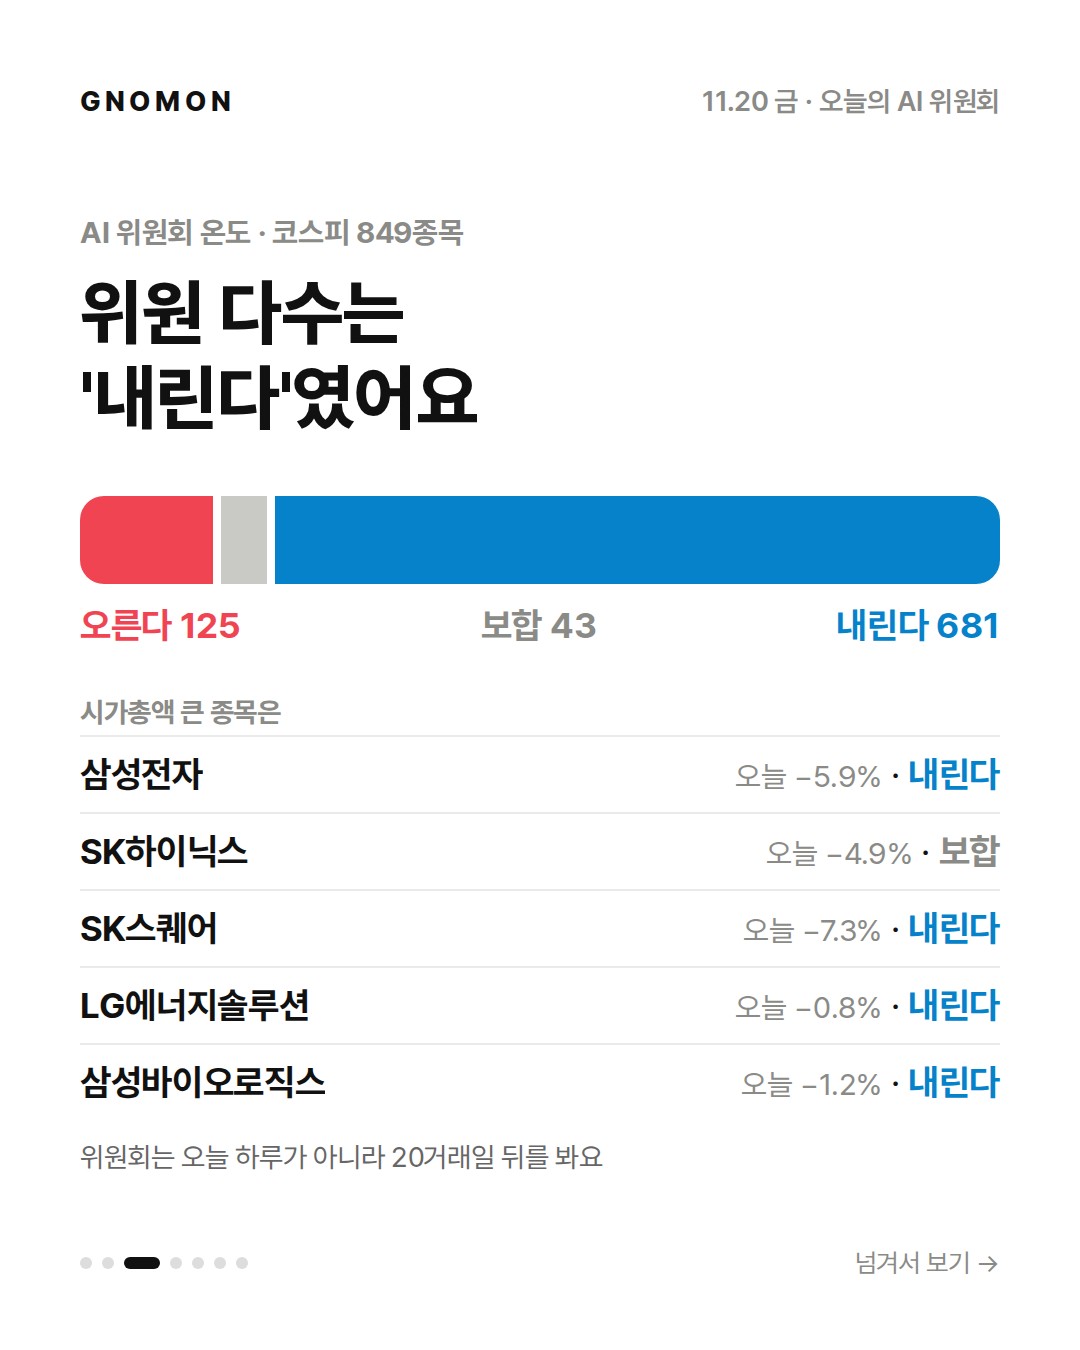 GNOMON
11.20 금 · 오늘의 AI 위원회
AI 위원회 온도 · 코스피 849종목
위원 다수는
'내린다'였어요
오른다 125
보합 43
내린다 681
시가총액 큰 종목은
삼성전자
오늘 −5.9% · 내린다
SK하이닉스
오늘 −4.9% · 보합
SK스퀘어
오늘 −7.3% · 내린다
LG에너지솔루션
오늘 −0.8% · 내린다
삼성바이오로직스
오늘 −1.2% · 내린다
위원회는 오늘 하루가 아니라 20거래일 뒤를 봐요
넘겨서 보기 →